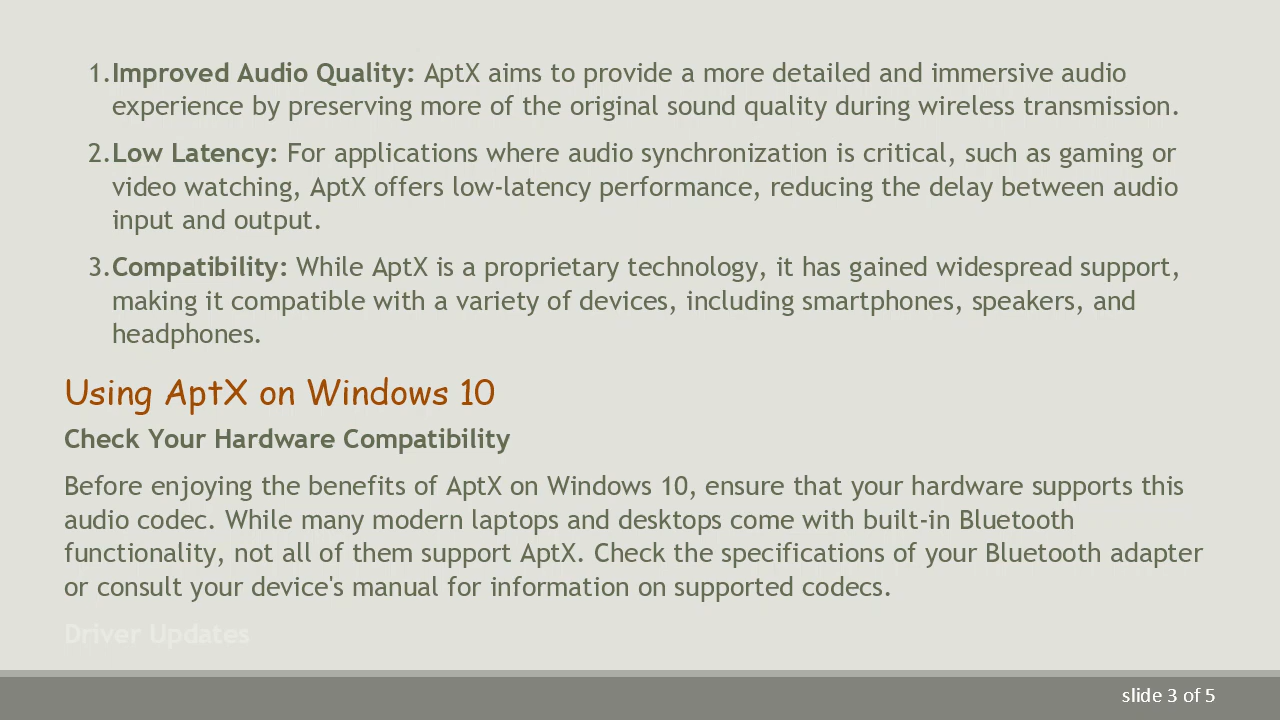 1.Improved Audio Quality: AptX aims to provide a more detailed and immersive audio
experience by preserving more of the original sound quality during wireless transmission.
2.Low Latency: For applications where audio synchronization is critical, such as gaming or
video watching, AptX offers low-latency performance, reducing the delay between audio
input and output.
3.Compatibility: While AptX is a proprietary technology, it has gained widespread support,
making it compatible with a variety of devices, including smartphones, speakers, and
headphones.
Using AptX on Windows 10
Check Your Hardware Compatibility
Before enjoying the benefits of AptX on Windows 10, ensure that your hardware supports this
audio codec. While many modern laptops and desktops come with built-in Bluetooth
functionality, not all of them support AptX. Check the specifications of your Bluetooth adapter
or consult your device's manual for information on supported codecs.
Driver Updates
slide 3 of 5